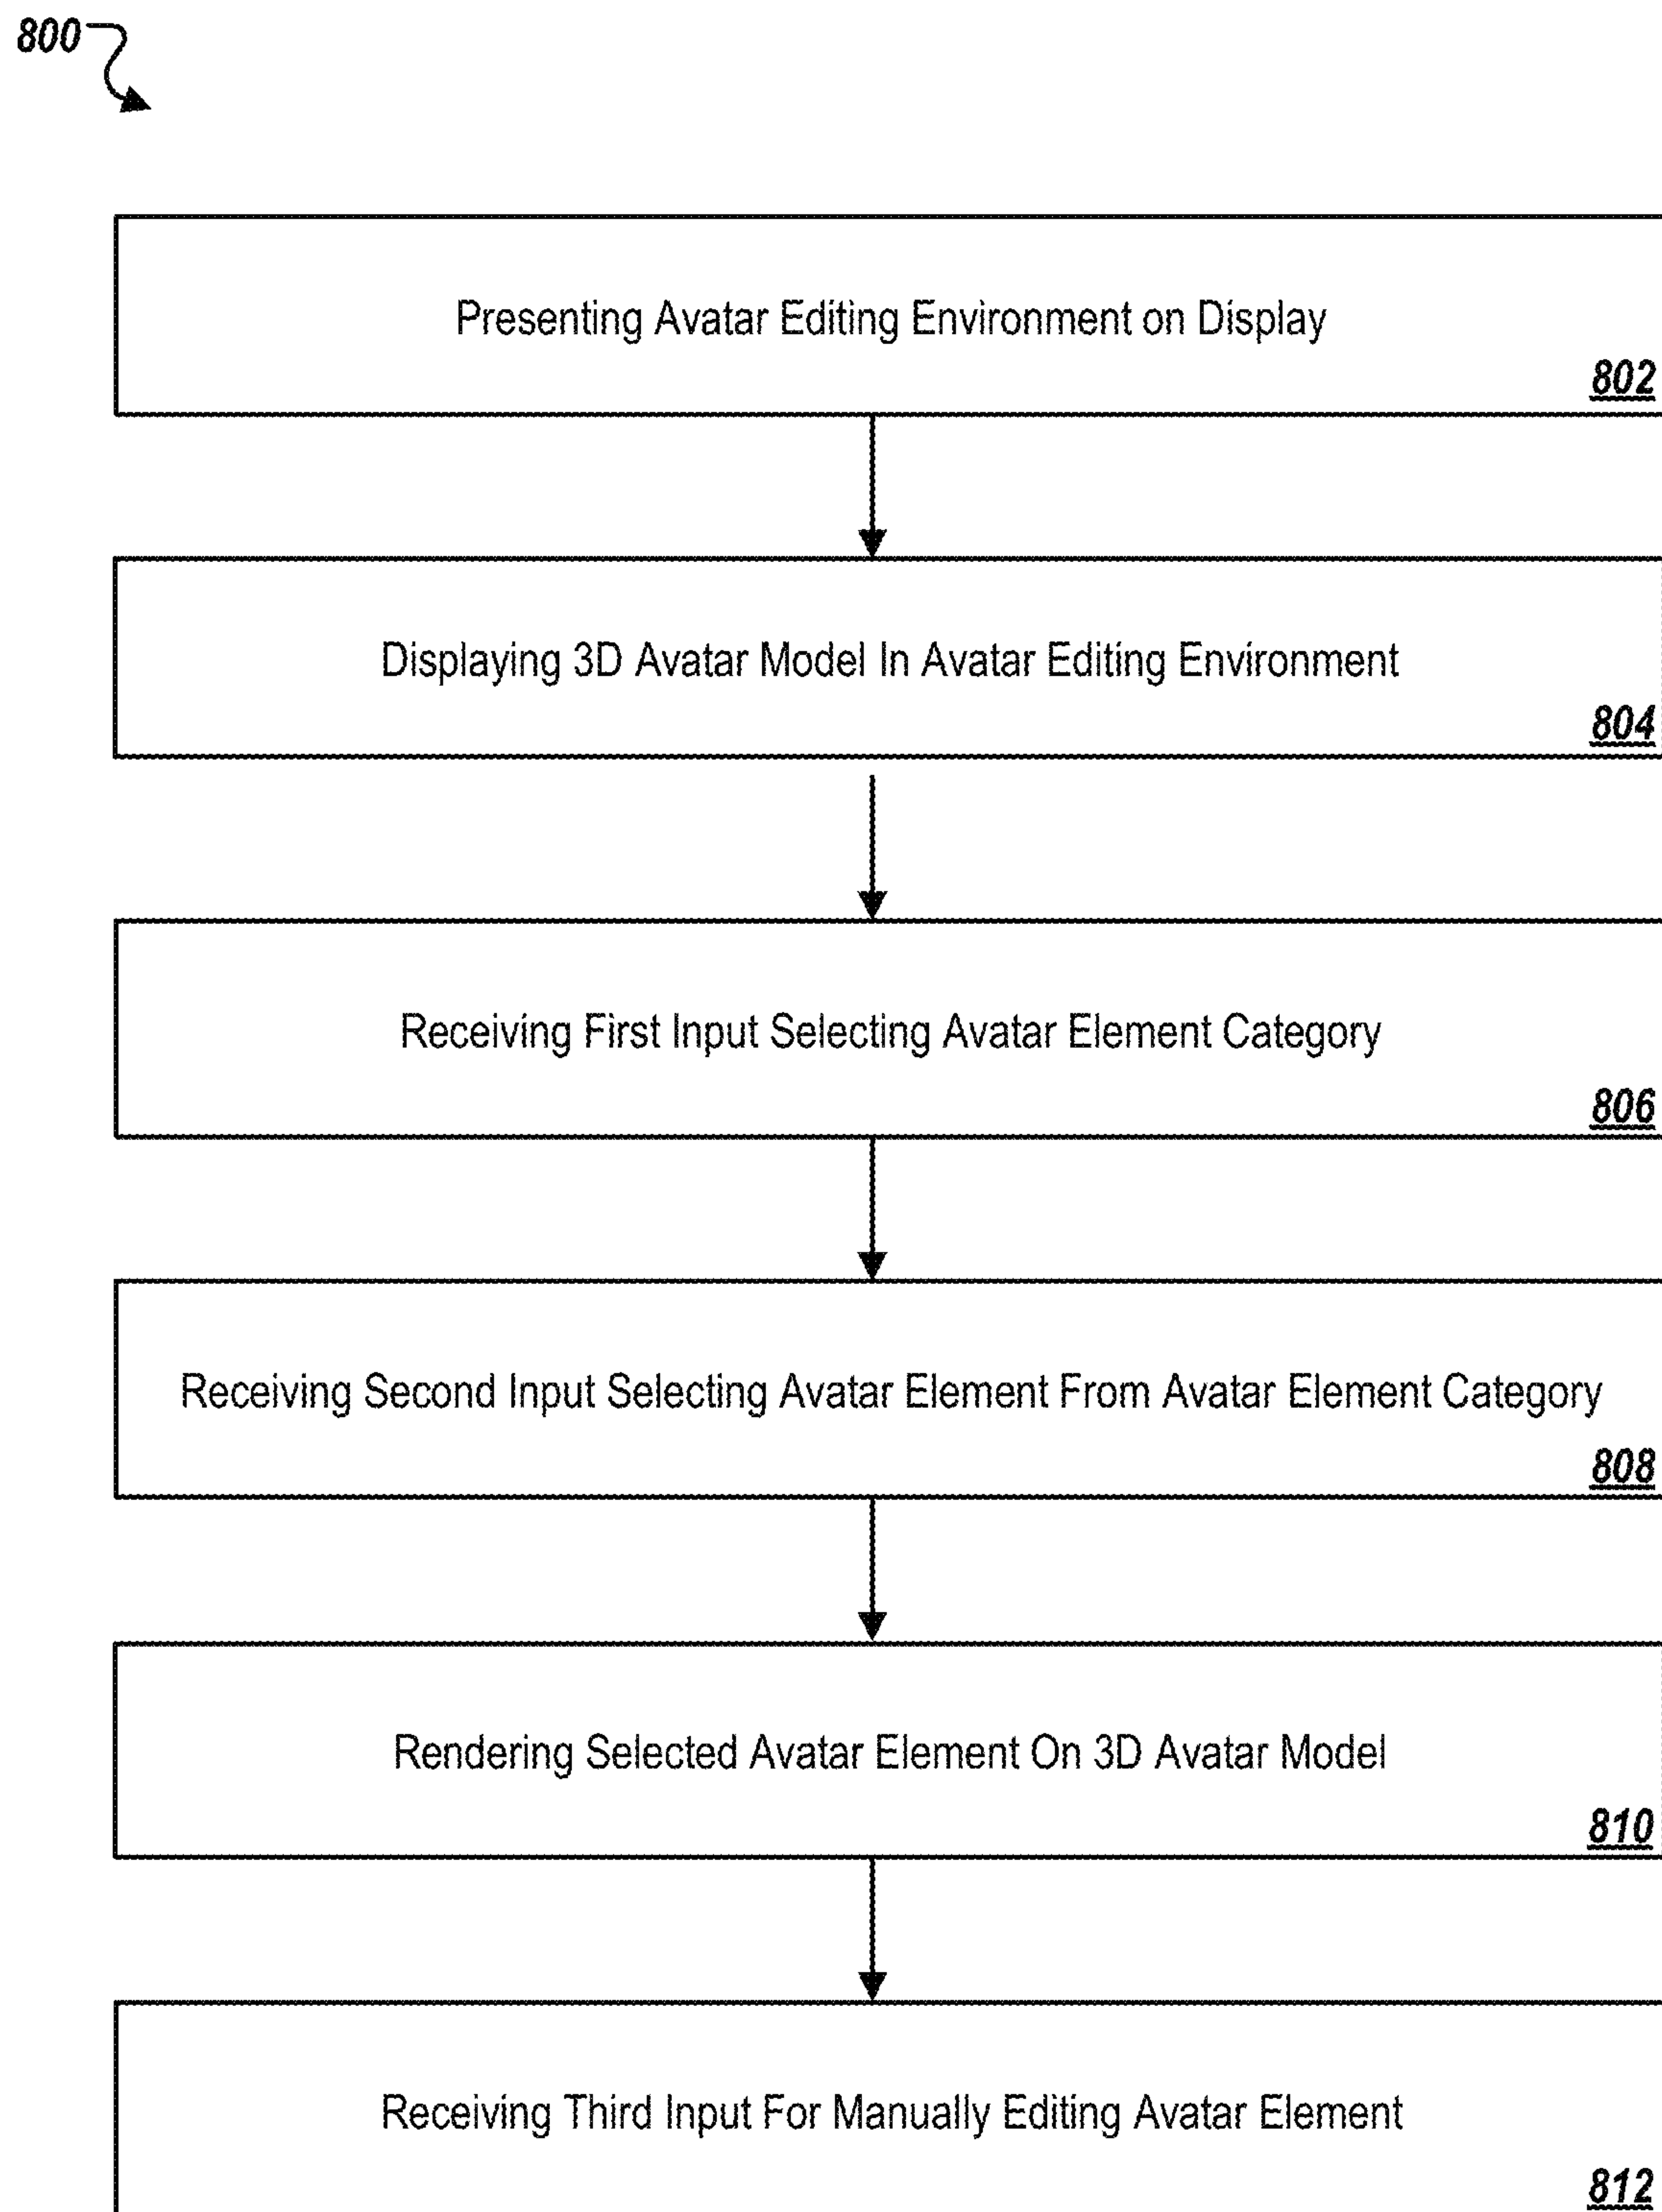 800
Presenting Avatar Editing Environment on Display
802
Displaying 3D Avatar Model In Avatar Editing Environment
804
Receiving First Input Selecting Avatar Element Category
806
Receiving Second Input Selecting Avatar Element From Avatar Element Category
808
Rendering Selected Avatar Element On 3D Avatar Model
810
Receiving Third Input For Manually Editing Avatar Element
812